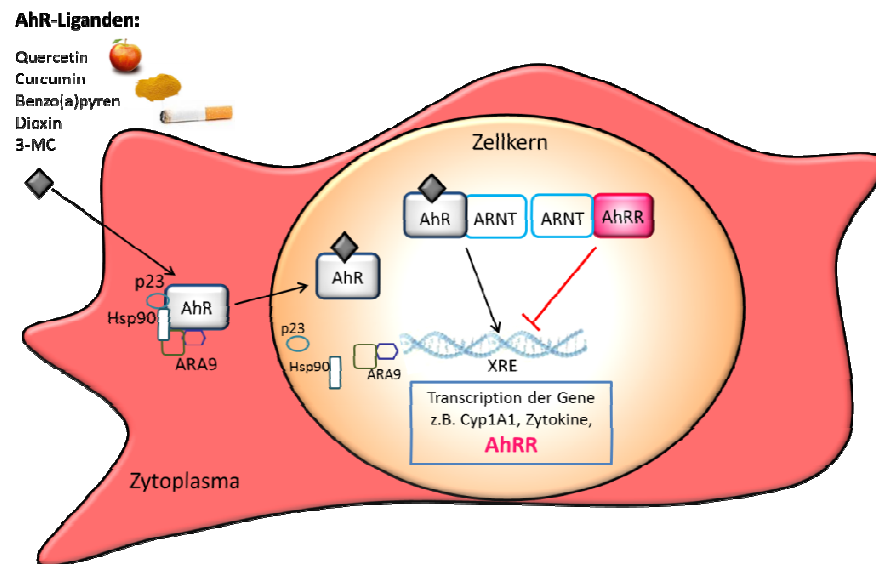 AhR-Liganden:
Quercetin
Curcumin
Benzo(a)pyren
Dioxin
3-MC
Zellkern
AhR ARNT ARNT AhRR
AhR
p23
AhR
Hsp90
ARA9
p23
Hsp90
ARA9
XRE
Transcription der Gene
z.B. Cyp1A1, Zytokine,
AhRR
Zytoplasma